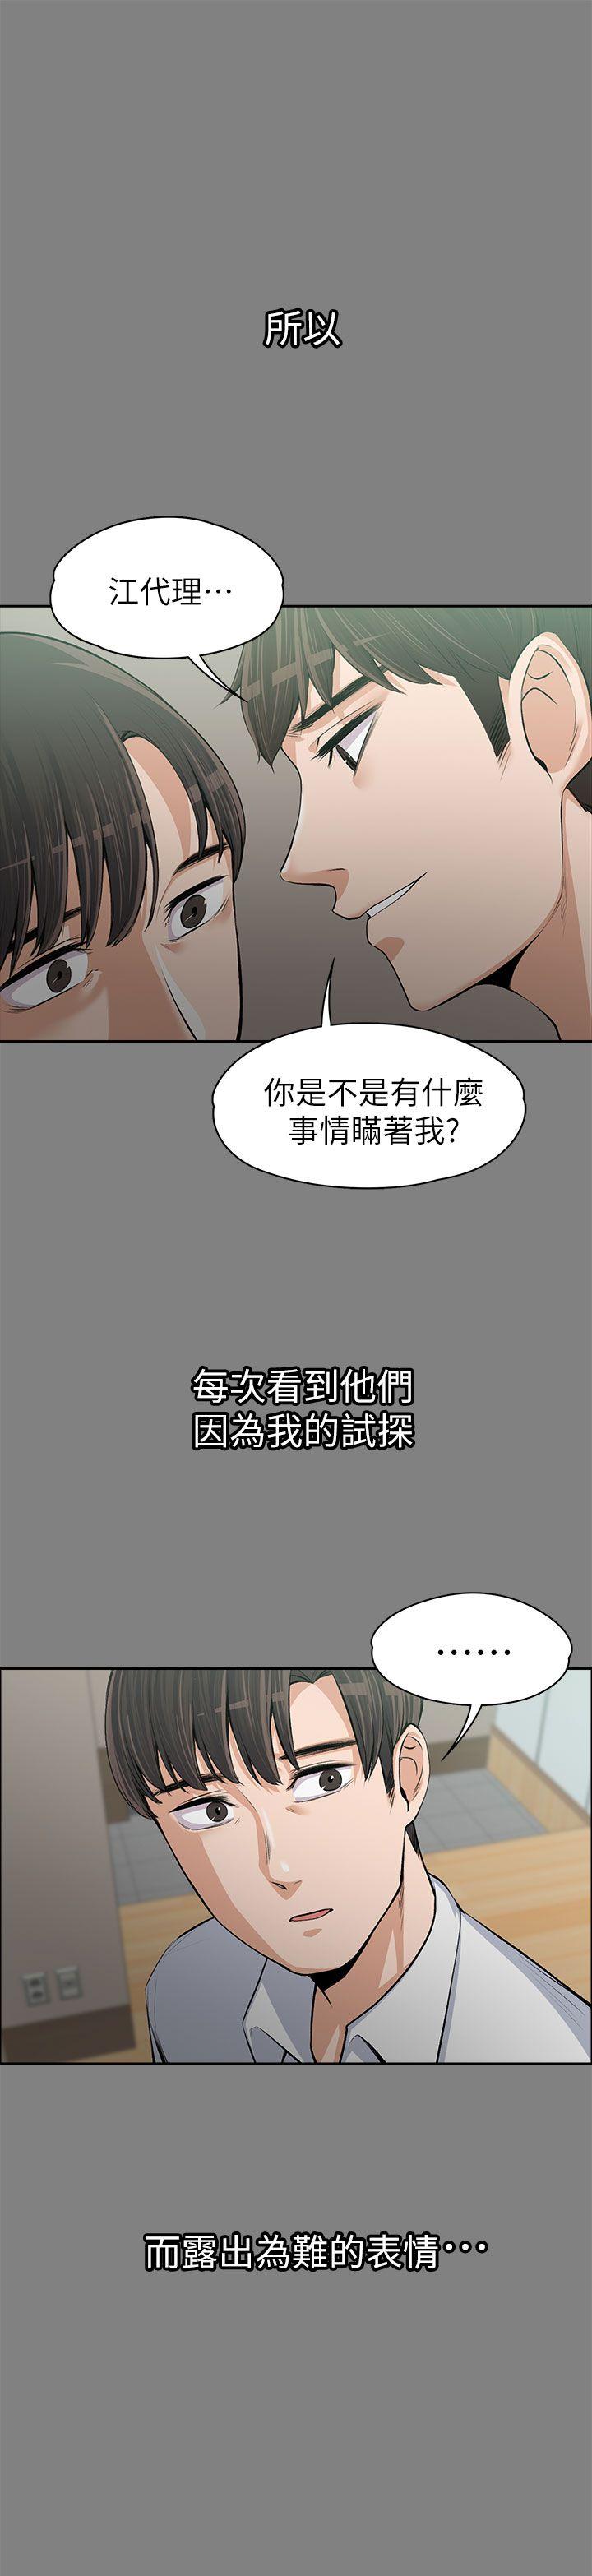 所以
江代理⋯
你是不是有什麼
事情瞞著我?
每次看到他們
因為我的試探
⋯⋯
而露出為難的表情⋯